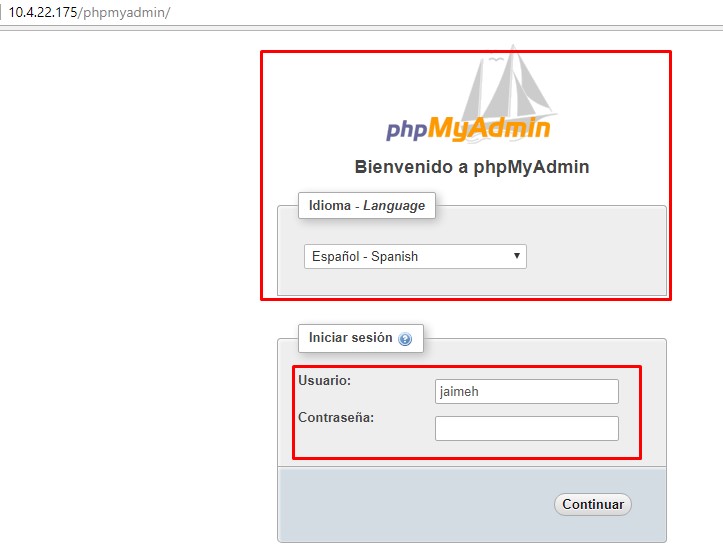 10.4.22.175/phpmyadmin/
phpMyAdmin
Bienvenido a phpMyAdmin
Idioma - Language
Español - Spanish
Iniciar sesión
Usuario:
jaimeh
Contraseña:
Continuar